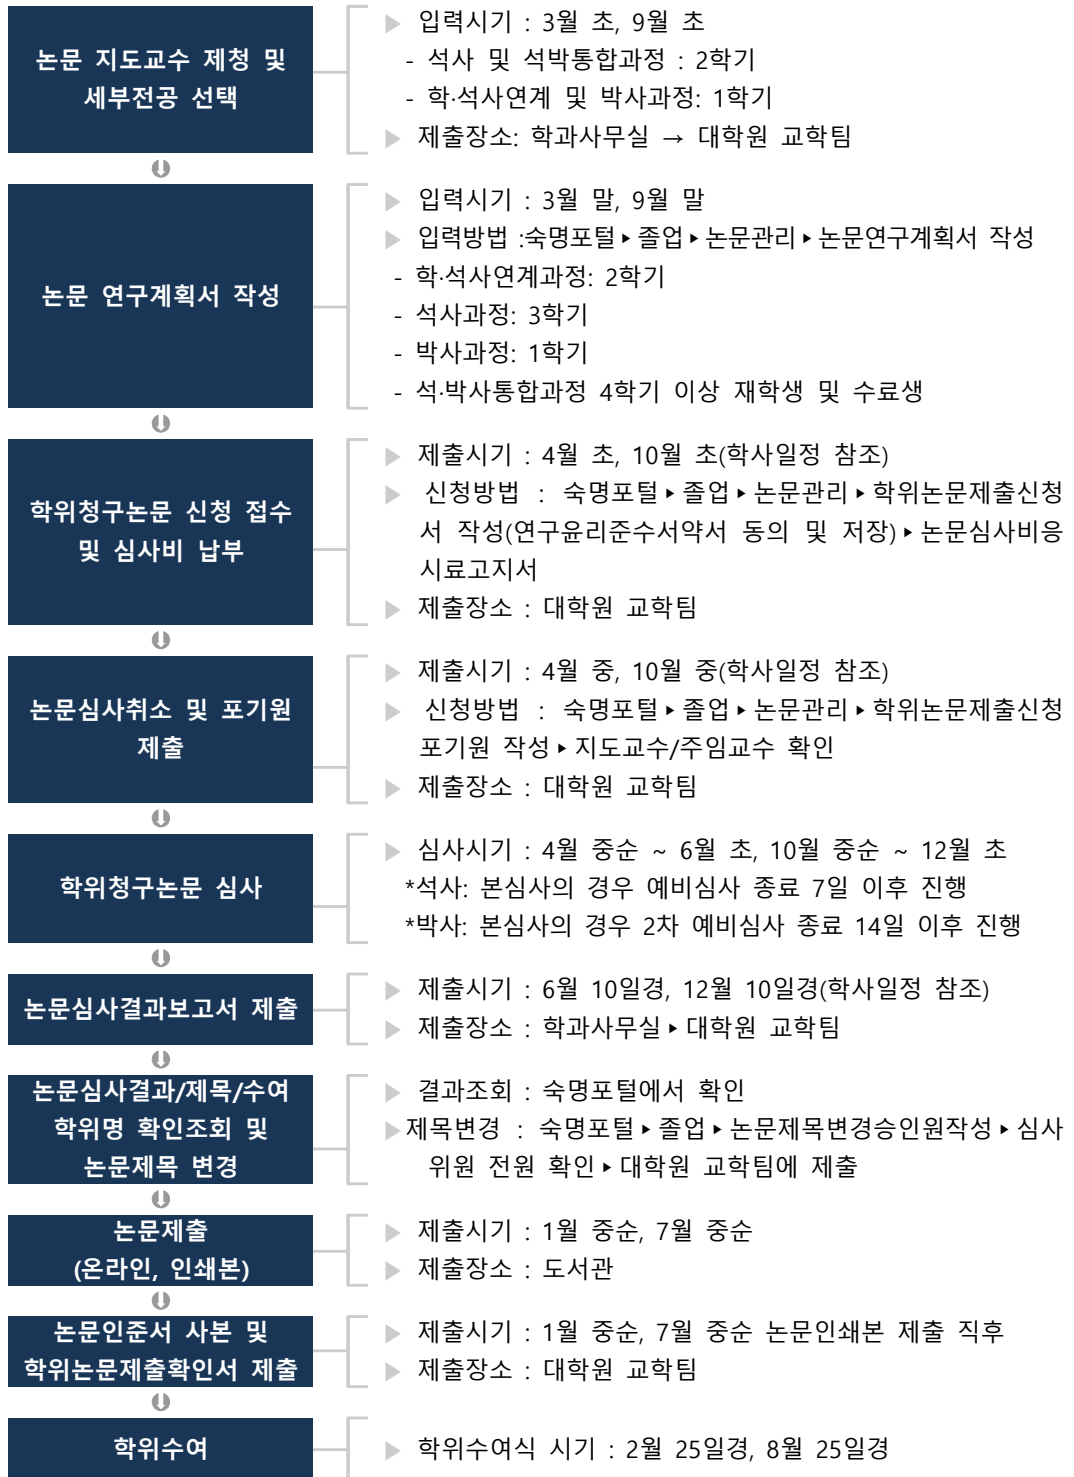 논문 지도교수 제청 및
세부전공 선택
▶ 입력시기 : 3월 초, 9월 초
- 석사 및 석박통합과정 : 2학기
- 학·석사연계 및 박사과정: 1학기
▶ 제출장소: 학과사무실 → 대학원 교학팀
논문 연구계획서 작성
▶ 입력시기 : 3월 말, 9월 말
▶ 입력방법 :숙명포털▸졸업▸논문관리▸논문연구계획서 작성
- 학·석사연계과정: 2학기
- 석사과정: 3학기
- 박사과정: 1학기
- 석·박사통합과정 4학기 이상 재학생 및 수료생
학위청구논문 신청 접수
및 심사비 납부
▶ 제출시기 : 4월 초, 10월 초(학사일정 참조)
▶ 신청방법 : 숙명포털▸졸업▸논문관리▸학위논문제출신청
서 작성(연구윤리준수서약서 동의 및 저장)▸논문심사비응
시료고지서
▶ 제출장소 : 대학원 교학팀
논문심사취소 및 포기원
제출
▶ 제출시기 : 4월 중, 10월 중(학사일정 참조)
▶ 신청방법 : 숙명포털▸졸업▸논문관리▸학위논문제출신청
포기원 작성▸지도교수/주임교수 확인
▶ 제출장소 : 대학원 교학팀
학위청구논문 심사
▶ 심사시기 : 4월 중순 ~ 6월 초, 10월 중순 ~ 12월 초
*석사: 본심사의 경우 예비심사 종료 7일 이후 진행
*박사: 본심사의 경우 2차 예비심사 종료 14일 이후 진행
논문심사결과보고서 제출
▶ 제출시기 : 6월 10일경, 12월 10일경(학사일정 참조)
▶ 제출장소 : 학과사무실▸대학원 교학팀
논문심사결과/제목/수여
학위명 확인조회 및
논문제목 변경
▶ 결과조회 : 숙명포털에서 확인
▶제목변경 : 숙명포털▸졸업▸논문제목변경승인원작성▸심사
위원 전원 확인▸대학원 교학팀에 제출
논문제출
(온라인, 인쇄본)
▶ 제출시기 : 1월 중순, 7월 중순
▶ 제출장소 : 도서관
논문인준서 사본 및
학위논문제출확인서 제출
▶ 제출시기 : 1월 중순, 7월 중순 논문인쇄본 제출 직후
▶ 제출장소 : 대학원 교학팀
학위수여
▶ 학위수여식 시기 : 2월 25일경, 8월 25일경